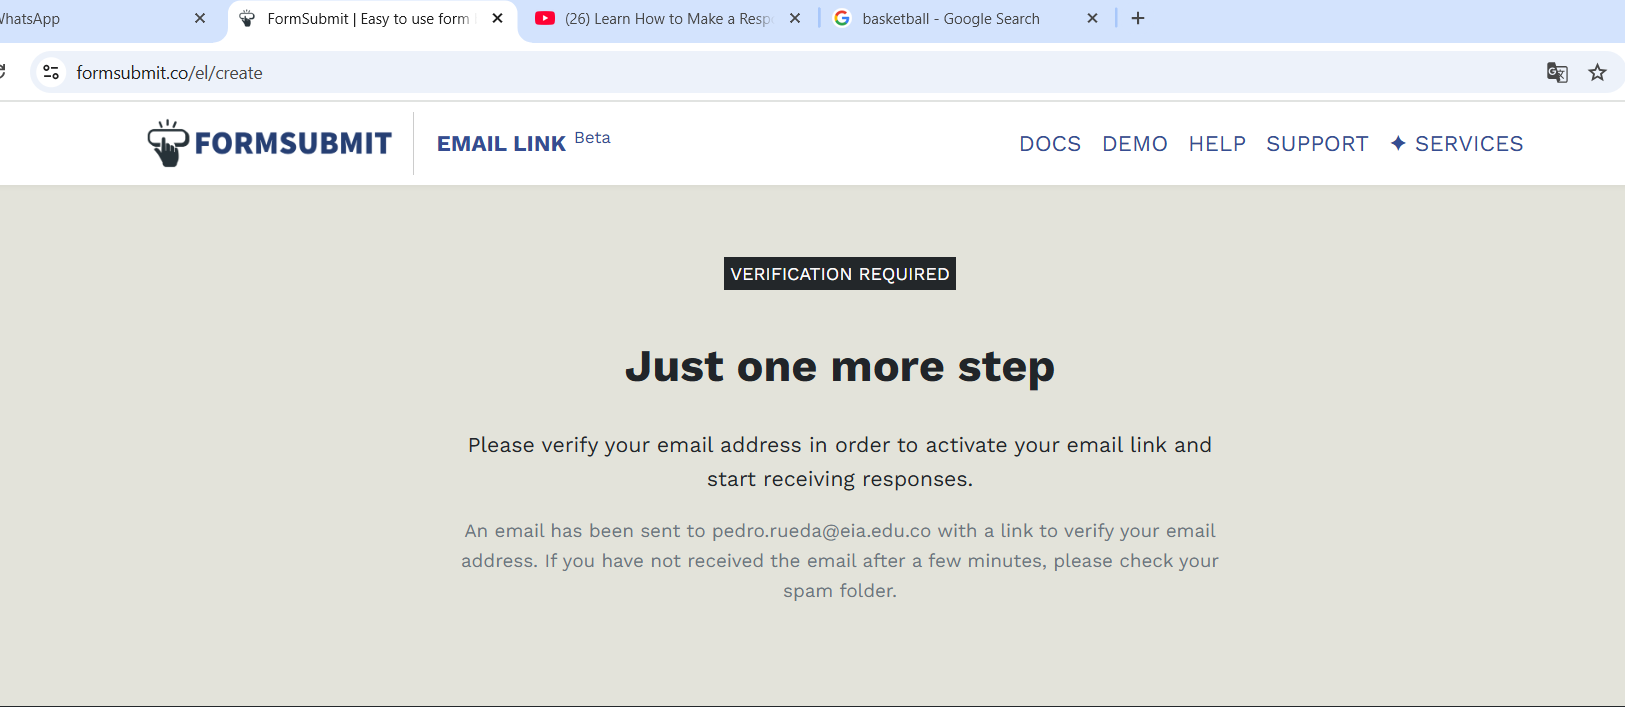 WhatsApp
FormSubmit | Easy to use form
(26) Learn How to Make a Resp
basketball - Google Search
formsubmit.co/el/create
FORMSUBMIT
EMAIL LINK Beta
DOCS DEMO HELP SUPPORT ✦ SERVICES
VERIFICATION REQUIRED
Just one more step
Please verify your email address in order to activate your email link and
start receiving responses.
An email has been sent to pedro.rueda@eia.edu.co with a link to verify your email
address. If you have not received the email after a few minutes, please check your
spam folder.